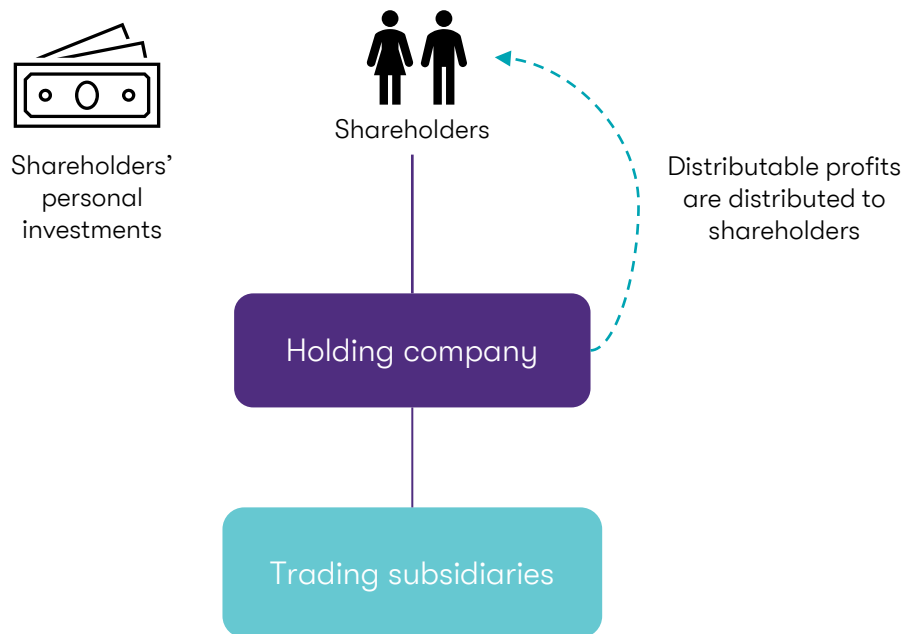 Shareholders
Shareholders’
personal
investments
Distributable profits
are distributed to
shareholders
Holding company
Trading subsidiaries